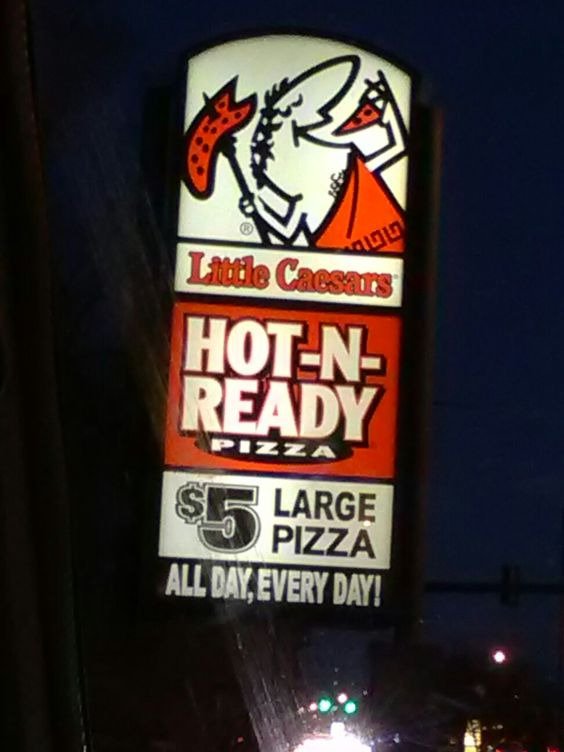 ®
Little Caesars®
HOT-N-
READY
PIZZA
$5 LARGE
PIZZA
ALL DAY, EVERY DAY!